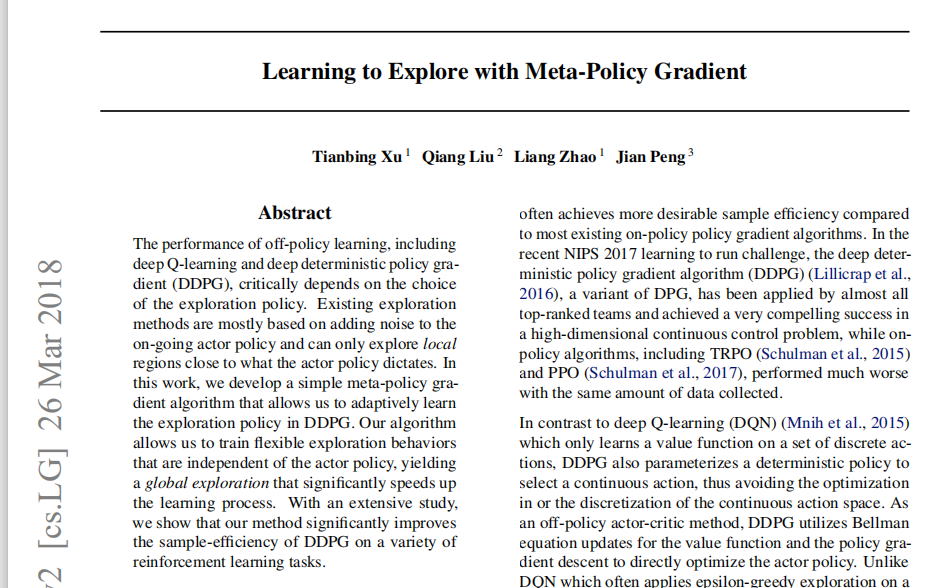 Learning to Explore with Meta-Policy Gradient
Tianbing Xu 1 Qiang Liu 2 Liang Zhao 1 Jian Peng 3
Abstract
The performance of off-policy learning, including
deep Q-learning and deep deterministic policy gra-
dient (DDPG), critically depends on the choice
of the exploration policy. Existing exploration
methods are mostly based on adding noise to the
on-going actor policy and can only explore local
regions close to what the actor policy dictates. In
this work, we develop a simple meta-policy gra-
dient algorithm that allows us to adaptively learn
the exploration policy in DDPG. Our algorithm
allows us to train flexible exploration behaviors
that are independent of the actor policy, yielding
a global exploration that significantly speeds up
the learning process. With an extensive study,
we show that our method significantly improves
the sample-efficiency of DDPG on a variety of
reinforcement learning tasks.
often achieves more desirable sample efficiency compared
to most existing on-policy policy gradient algorithms. In the
recent NIPS 2017 learning to run challenge, the deep deter-
ministic policy gradient algorithm (DDPG) (Lillicrap et al.,
2016), a variant of DPG, has been applied by almost all
top-ranked teams and achieved a very compelling success in
a high-dimensional continuous control problem, while on-
policy algorithms, including TRPO (Schulman et al., 2015)
and PPO (Schulman et al., 2017), performed much worse
with the same amount of data collected.
In contrast to deep Q-learning (DQN) (Mnih et al., 2015)
which only learns a value function on a set of discrete ac-
tions, DDPG also parameterizes a deterministic policy to
select a continuous action, thus avoiding the optimization
in or the discretization of the continuous action space. As
an off-policy actor-critic method, DDPG utilizes Bellman
equation updates for the value function and the policy gra-
dient descent to directly optimize the actor policy. Unlike
DQN which often applies epsilon-greedy exploration on a
v2 [cs.LG] 26 Mar 2018